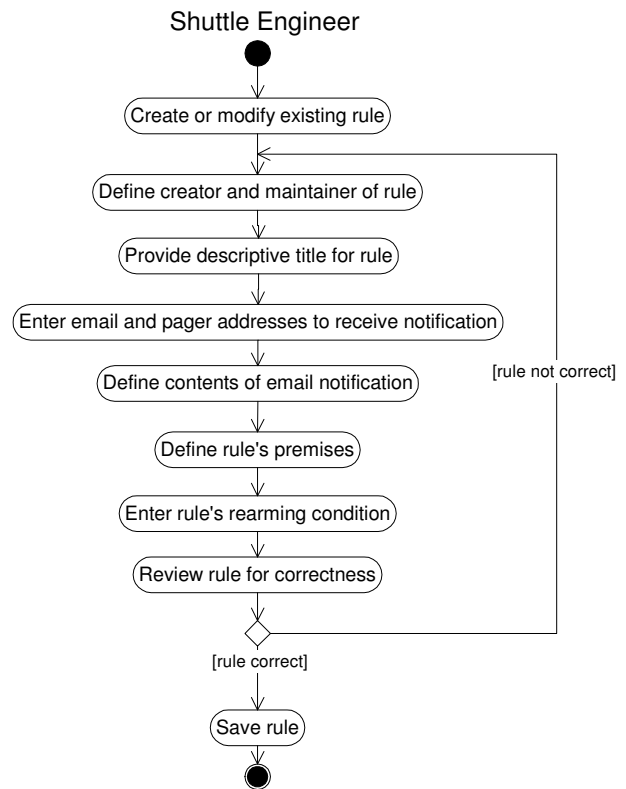 Shuttle Engineer
Create or modify existing rule
Define creator and maintainer of rule
Provide descriptive title for rule
Enter email and pager addresses to receive notification
[rule not correct]
Define contents of email notification
Define rule's premises
Enter rule's rearming condition
Review rule for correctness
[rule correct]
Save rule